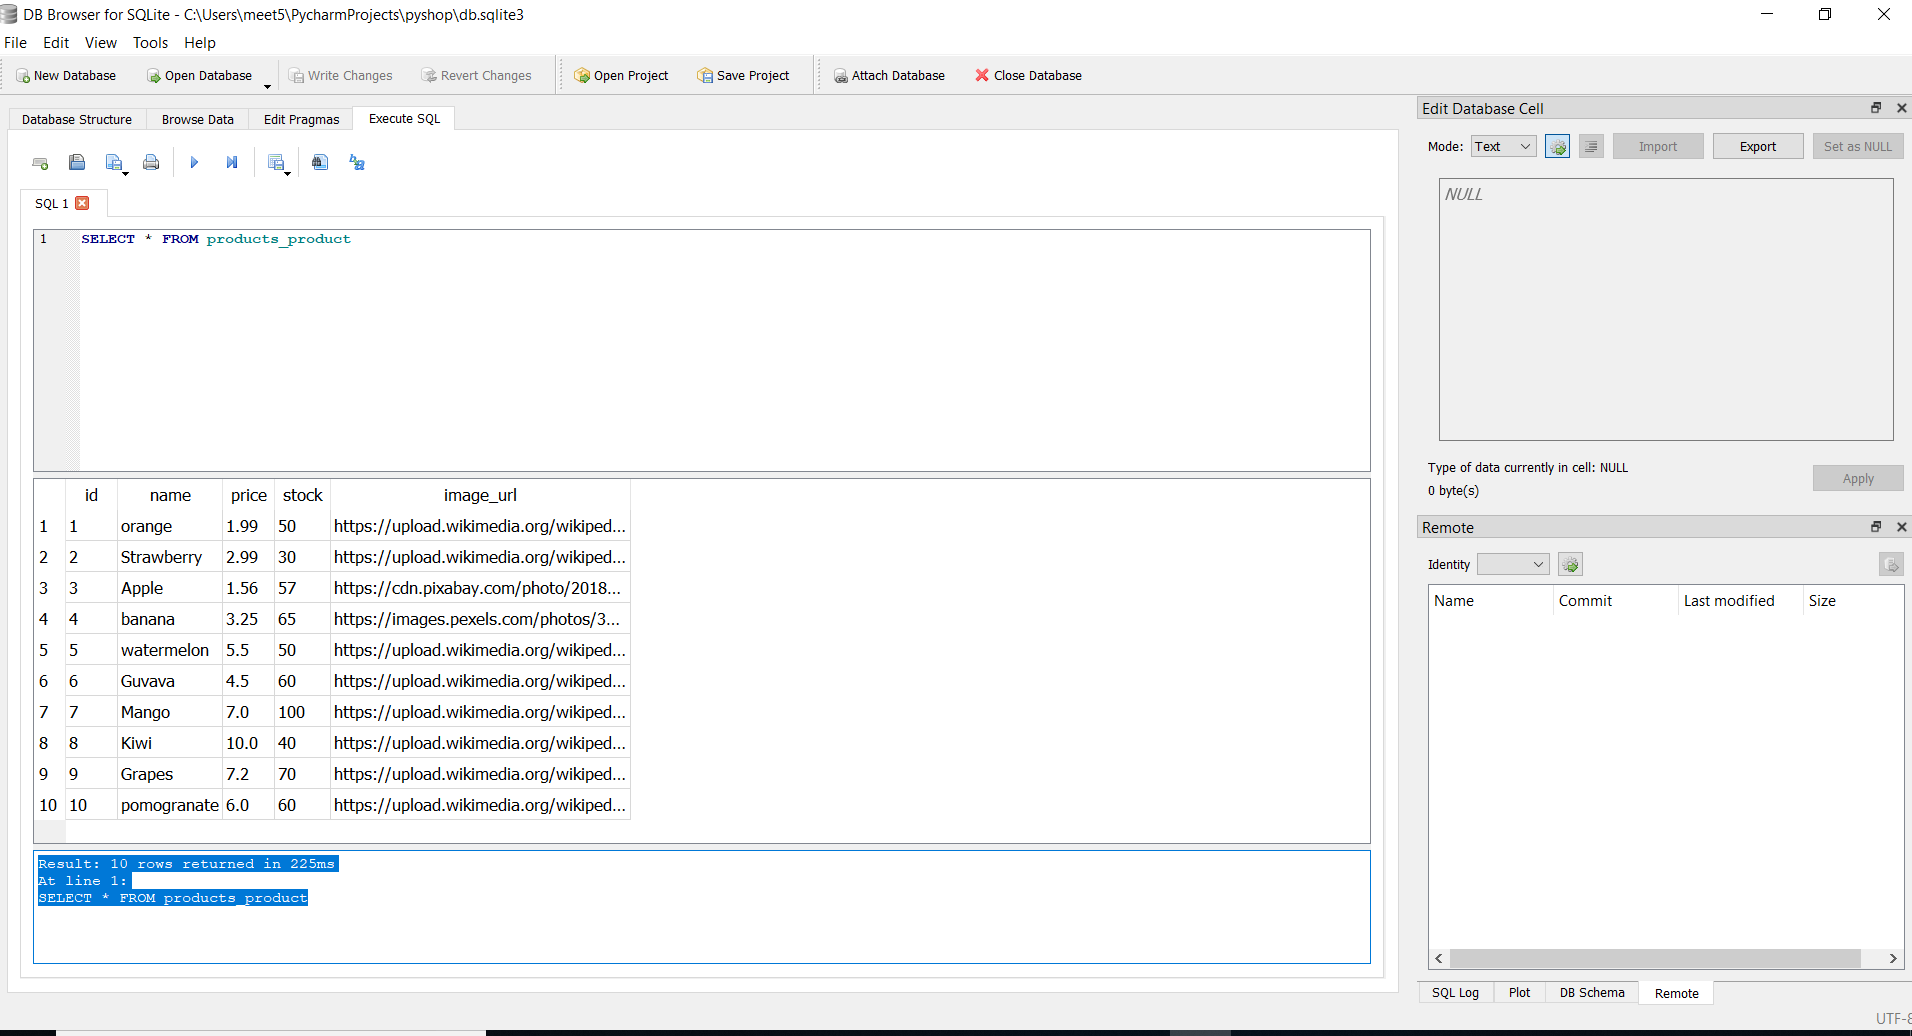 DB Browser for SQLite - C:\Users\meet5\PycharmProjects\pyshop\db.sqlite3
File Edit View Tools Help
New Database Open Database Write Changes Revert Changes Open Project Save Project Attach Database Close Database
Database Structure Browse Data Edit Pragmas Execute SQL
SQL 1
1 SELECT * FROM products_product
id name price stock image_url
1 1 orange 1.99 50 https://upload.wikimedia.org/wikiped...
2 2 Strawberry 2.99 30 https://upload.wikimedia.org/wikiped...
3 3 Apple 1.56 57 https://cdn.pixabay.com/photo/2018...
4 4 banana 3.25 65 https://images.pexels.com/photos/3...
5 5 watermelon 5.5 50 https://upload.wikimedia.org/wikiped...
6 6 Guvava 4.5 60 https://upload.wikimedia.org/wikiped...
7 7 Mango 7.0 100 https://upload.wikimedia.org/wikiped...
8 8 Kiwi 10.0 40 https://upload.wikimedia.org/wikiped...
9 9 Grapes 7.2 70 https://upload.wikimedia.org/wikiped...
10 10 pomogranate 6.0 60 https://upload.wikimedia.org/wikiped...
Result: 10 rows returned in 225ms
At line 1:
SELECT * FROM products_product
Edit Database Cell
Mode: Text Import Export Set as NULL
NULL
Type of data currently in cell: NULL
0 byte(s)
Apply
Remote
Identity
Name Commit Last modified Size
SQL Log Plot DB Schema Remote
UTF-8